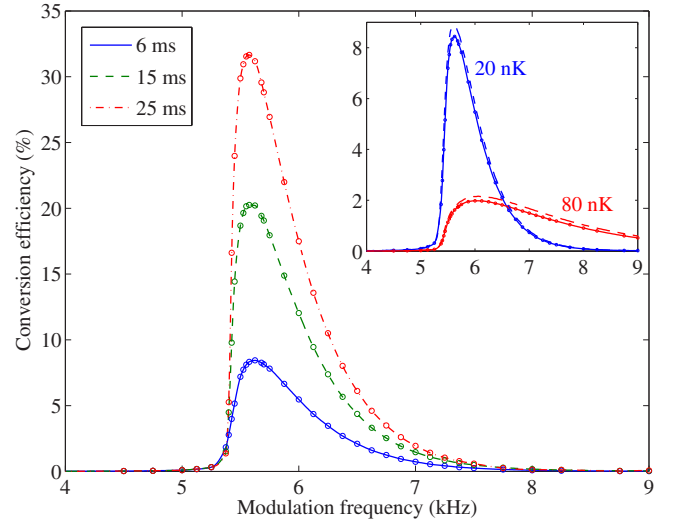 6 ms
15 ms
25 ms
20 nK
80 nK
8
6
4
2
0
4 5 6 7 8 9
35
30
25
20
15
10
5
0
4 5 6 7 8 9
Conversion efficiency (%)
Modulation frequency (kHz)